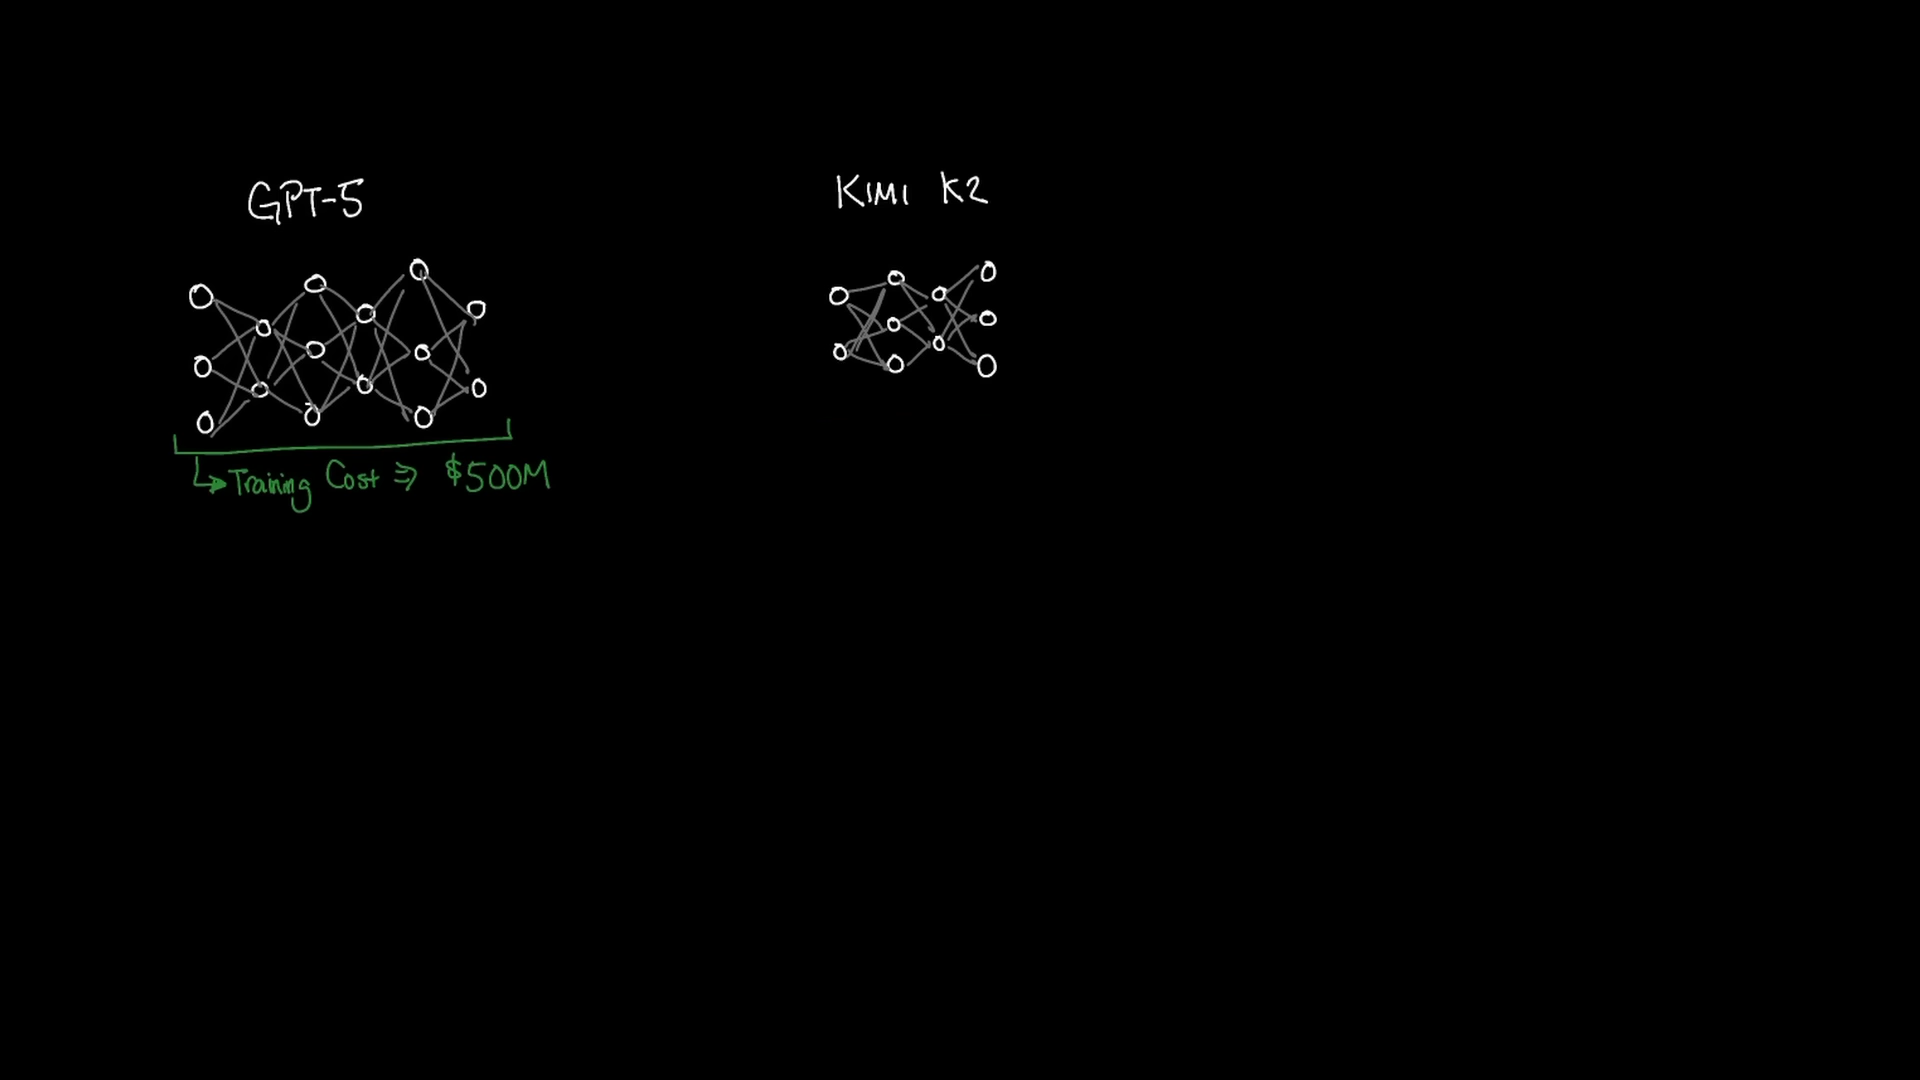 GPT-5
KIMI K2
Training Cost ⇒ $500M